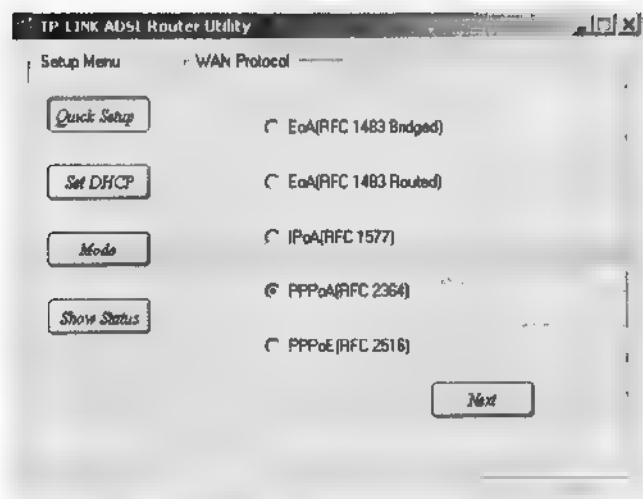 TP LINK ADSL Router Utility
Setup Menu
WAN Protocol
Quick Setup
EoA(RFC 1483 Bridged)
Set DHCP
EoA(RFC 1483 Routed)
Mode
IPoA(RFC 1577)
PPPoA(RFC 2364)
Show Status
PPPoE(RFC 2516)
Next